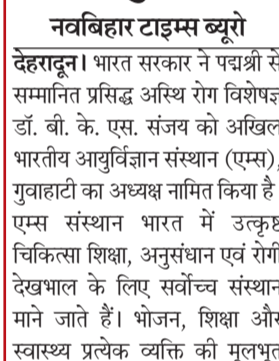 नवबिहार टाइम्स ब्यूरो
देहरादून। भारत सरकार ने पद्मश्री से
सम्मानित प्रसिद्ध अस्थि रोग विशेषज्ञ
डॉ. बी. के. एस. संजय को अखिल
भारतीय आयुर्विज्ञान संस्थान (एम्स),
गुवाहाटी का अध्यक्ष नामित किया है
एम्स संस्थान भारत में उत्कृष्ट
चिकित्सा शिक्षा, अनुसंधान एवं रोगी
देखभाल के लिए सर्वोच्च संस्थान
माने जाते हैं। भोजन, शिक्षा और
स्वास्थ्य प्रत्येक व्यक्ति की मूलभूत